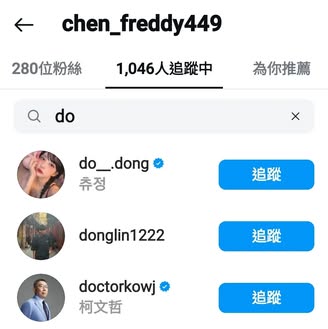 chen_freddy449
280位粉絲 1,046人追蹤中 為你推薦
do
do__.dong
츄정
追蹤
donglin1222
追蹤
doctorkowj
柯文哲
追蹤